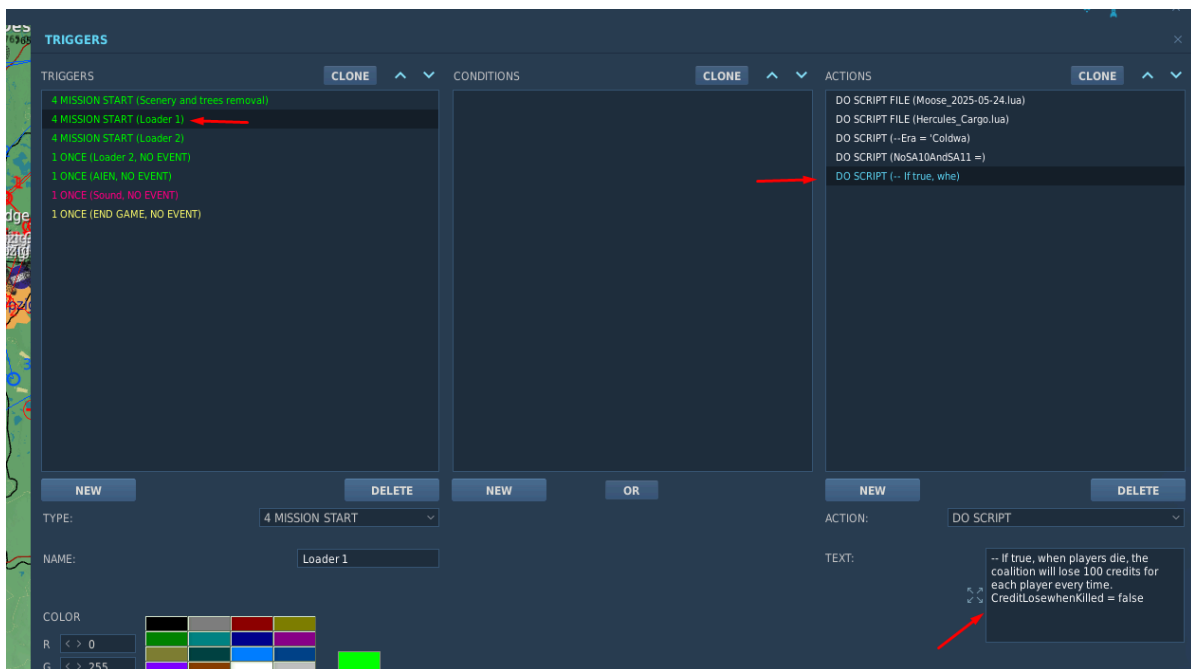 TRIGGERS
TRIGGERS
CLONE
4 MISSION START (Scenery and trees removal)
4 MISSION START (Loader 1)
4 MISSION START (Loader 2)
1 ONCE (Loader 2, NO EVENT)
1 ONCE (AIEN, NO EVENT)
1 ONCE (Sound, NO EVENT)
1 ONCE (END GAME, NO EVENT)
NEW
DELETE
TYPE:
4 MISSION START
NAME:
Loader 1
COLOR
R < > 0
G < > 255
CONDITIONS
CLONE
NEW
OR
ACTIONS
CLONE
DO SCRIPT FILE (Moose_2025-05-24.lua)
DO SCRIPT FILE (Hercules_Cargo.lua)
DO SCRIPT (--Era = 'Coldwa)
DO SCRIPT (NoSA10AndSA11 =)
DO SCRIPT (-- If true, whe)
NEW
DELETE
ACTION:
DO SCRIPT
TEXT:
-- If true, when players die, the
coalition will lose 100 credits for
each player every time.
CreditLosewhenKilled = false